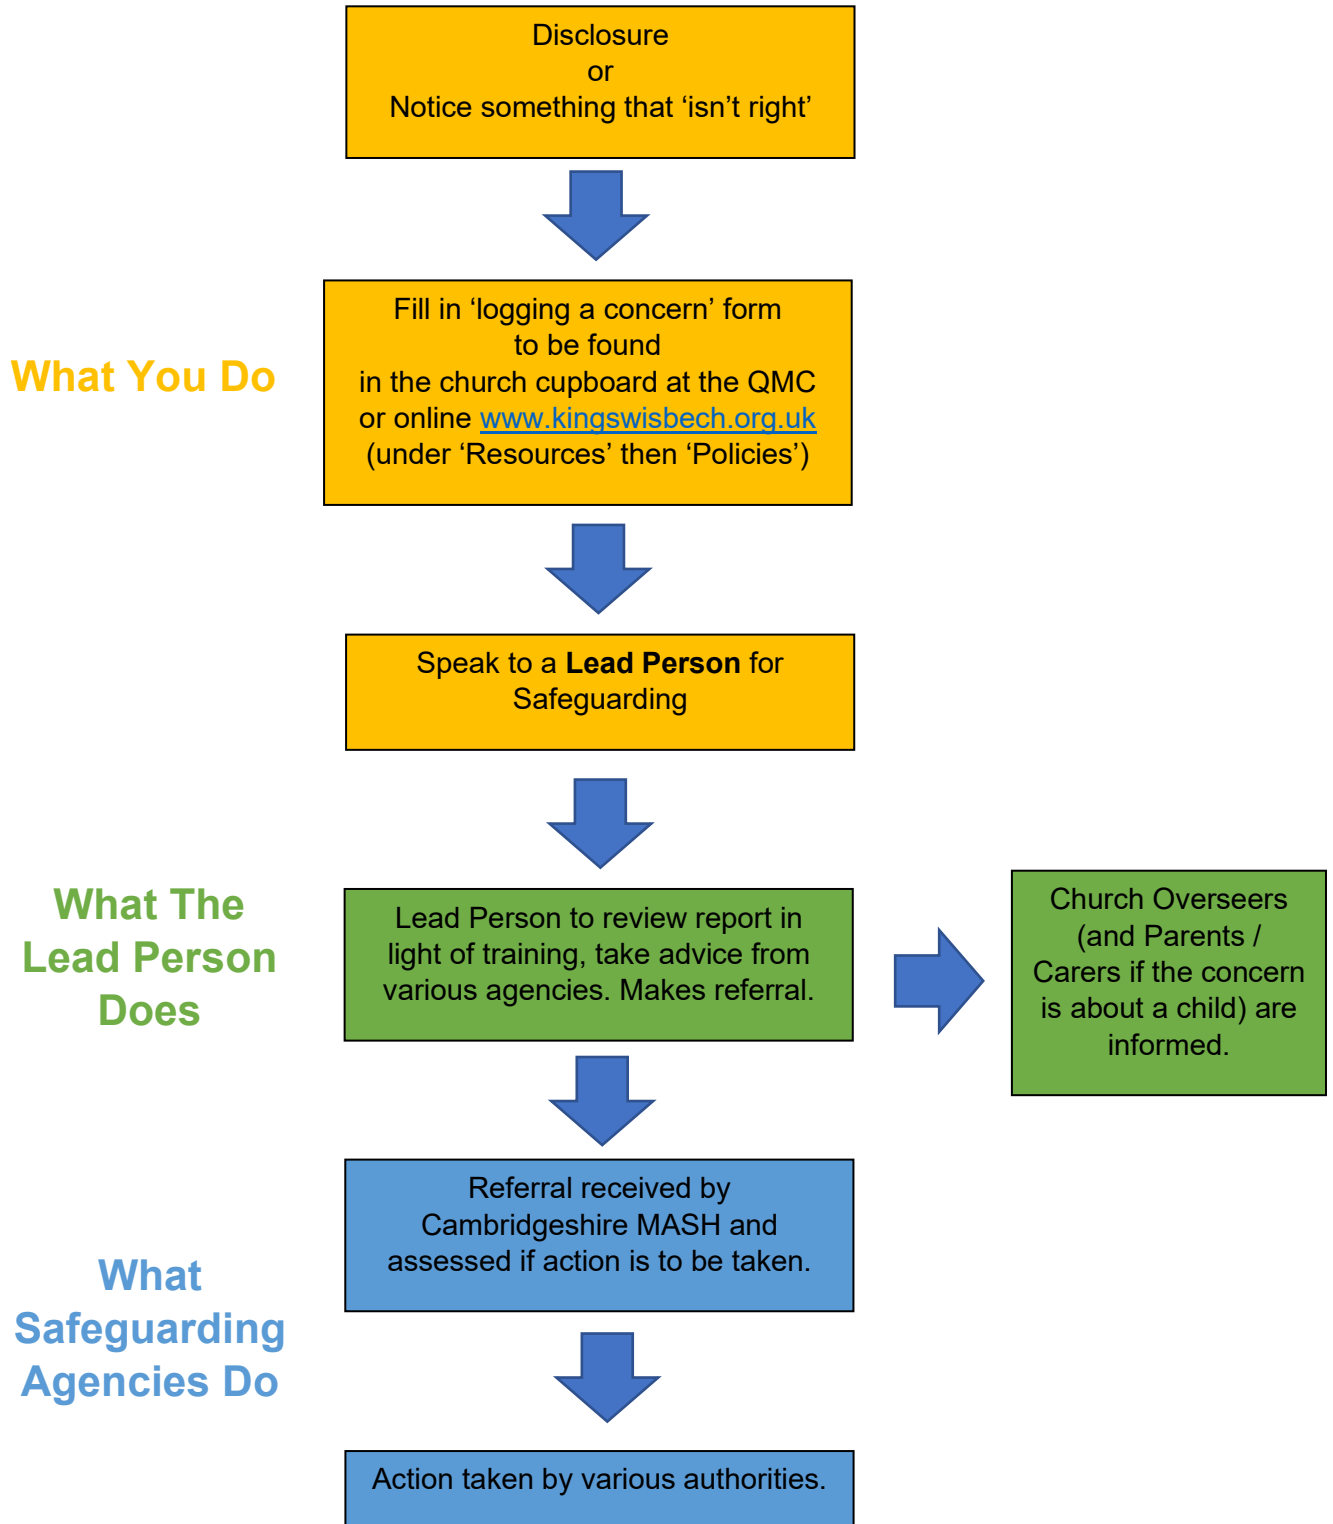 Disclosure
or
Notice something that ‘isn’t right’
What You Do
Fill in ‘logging a concern’ form
to be found
in the church cupboard at the QMC
or online www.kingswisbech.org.uk
(under ‘Resources’ then ‘Policies’)
Speak to a Lead Person for
Safeguarding
What The
Lead Person
Does
Lead Person to review report in
light of training, take advice from
various agencies. Makes referral.
Church Overseers
(and Parents /
Carers if the concern
is about a child) are
informed.
What
Safeguarding
Agencies Do
Referral received by
Cambridgeshire MASH and
assessed if action is to be taken.
Action taken by various authorities.